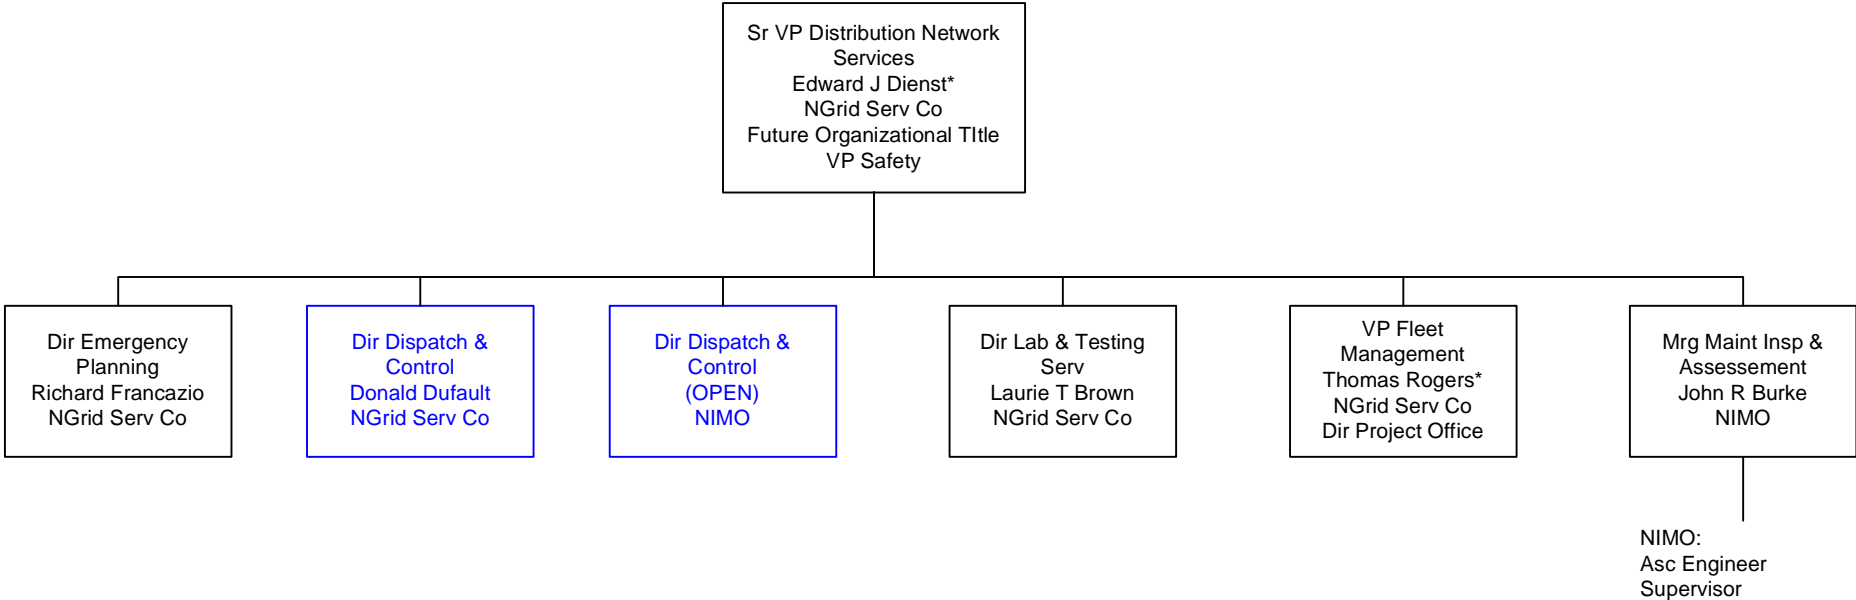 Sr VP Distribution Network
Services
Edward J Dienst*
NGrid Serv Co
Future Organizational TItle
VP Safety
Dir Emergency
Planning
Richard Francazio
NGrid Serv Co
Dir Dispatch &
Control
Donald Dufault
NGrid Serv Co
Dir Dispatch &
Control
(OPEN)
NIMO
Dir Lab & Testing
Serv
Laurie T Brown
NGrid Serv Co
VP Fleet
Management
Thomas Rogers*
NGrid Serv Co
Dir Project Office
Mrg Maint Insp &
Assessement
John R Burke
NIMO
NIMO:
Asc Engineer
Supervisor